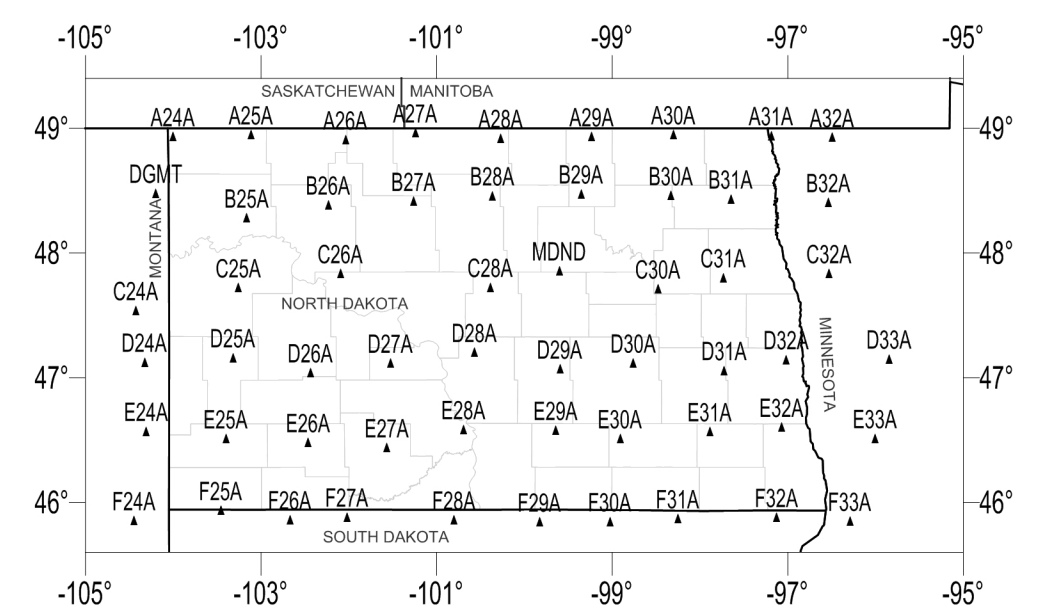 -105° -103° -101° -99° -97° -95°
SASKATCHEWAN MANITOBA
A24A A25A A26A A27A A28A A29A A30A A31A A32A
49° 49°
DGMT B25A B26A B27A B28A B29A B30A B31A B32A
MONTANA
48° 48°
C24A C25A C26A C28A MDND C30A C31A C32A
NORTH DAKOTA
D24A D25A D26A D27A D28A D29A D30A D31A D32A D33A
MINNESOTA
47° 47°
E24A E25A E26A E27A E28A E29A E30A E31A E32A E33A
46° 46°
F24A F25A F26A F27A F28A F29A F30A F31A F32A F33A
SOUTH DAKOTA
-105° -103° -101° -99° -97° -95°